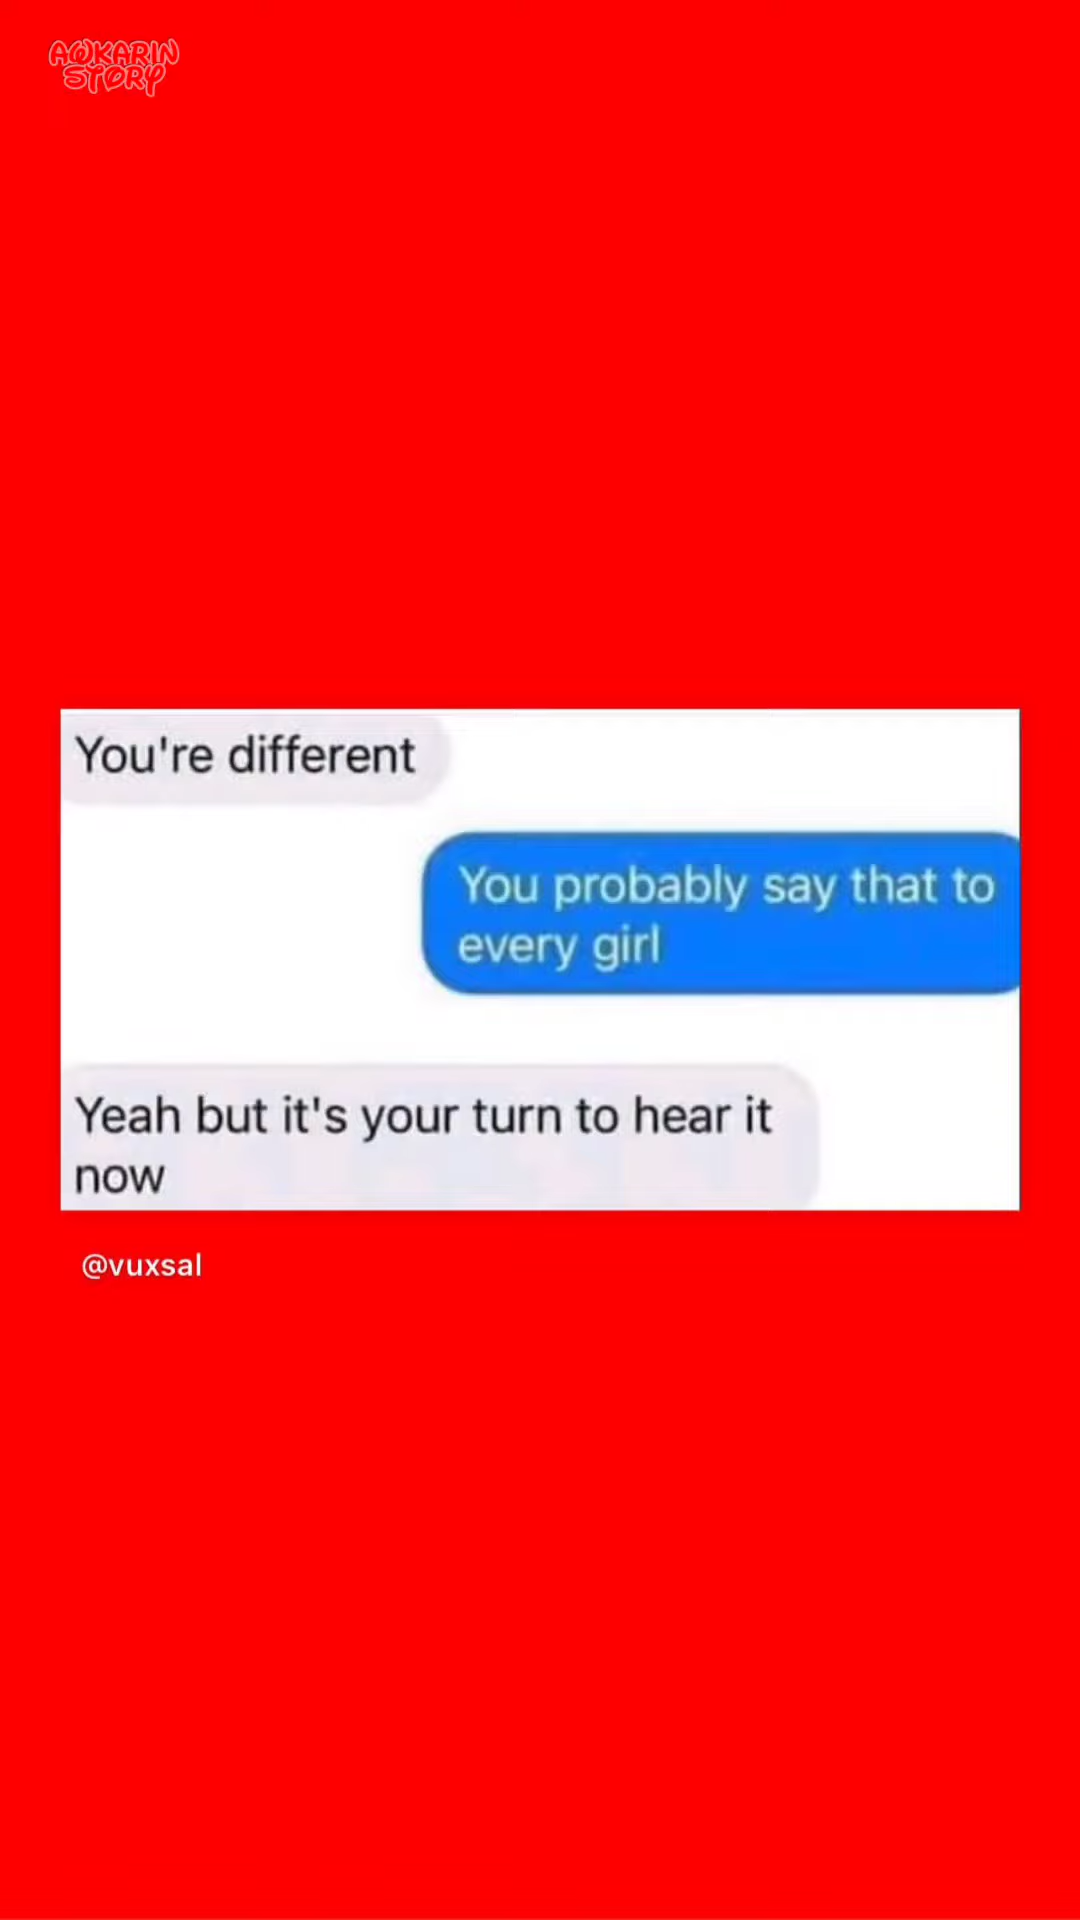 AWKARIN
STORY
You're different
You probably say that to
every girl
Yeah but it's your turn to hear it
now
@vuxsal